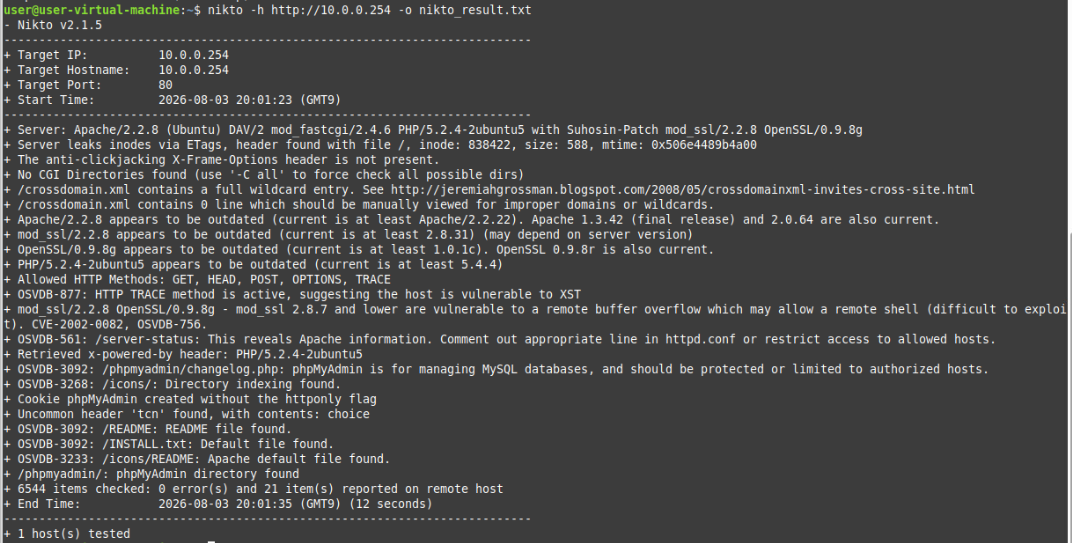 user@user-virtual-machine:~$ nikto -h http://10.0.0.254 -o nikto_result.txt
- Nikto v2.1.5
---------------------------------------------------------------------------
+ Target IP:          10.0.0.254
+ Target Hostname:    10.0.0.254
+ Target Port:        80
+ Start Time:         2026-08-03 20:01:23 (GMT9)
---------------------------------------------------------------------------
+ Server: Apache/2.2.8 (Ubuntu) DAV/2 mod_fastcgi/2.4.6 PHP/5.2.4-2ubuntu5 with Suhosin-Patch mod_ssl/2.2.8 OpenSSL/0.9.8g
+ Server leaks inodes via ETags, header found with file /, inode: 838422, size: 588, mtime: 0x506e4489b4a00
+ The anti-clickjacking X-Frame-Options header is not present.
+ No CGI Directories found (use '-C all' to force check all possible dirs)
+ /crossdomain.xml contains a full wildcard entry. See http://jeremiahgrossman.blogspot.com/2008/05/crossdomainxml-invites-cross-site.html
+ /crossdomain.xml contains 0 line which should be manually viewed for improper domains or wildcards.
+ Apache/2.2.8 appears to be outdated (current is at least Apache/2.2.22). Apache 1.3.42 (final release) and 2.0.64 are also current.
+ mod_ssl/2.2.8 appears to be outdated (current is at least 2.8.31) (may depend on server version)
+ OpenSSL/0.9.8g appears to be outdated (current is at least 1.0.1c). OpenSSL 0.9.8r is also current.
+ PHP/5.2.4-2ubuntu5 appears to be outdated (current is at least 5.4.4)
+ Allowed HTTP Methods: GET, HEAD, POST, OPTIONS, TRACE
+ OSVDB-877: HTTP TRACE method is active, suggesting the host is vulnerable to XST
+ mod_ssl/2.2.8 OpenSSL/0.9.8g - mod_ssl 2.8.7 and lower are vulnerable to a remote buffer overflow which may allow a remote shell (difficult to exploi
t). CVE-2002-0082, OSVDB-756.
+ OSVDB-561: /server-status: This reveals Apache information. Comment out appropriate line in httpd.conf or restrict access to allowed hosts.
+ Retrieved x-powered-by header: PHP/5.2.4-2ubuntu5
+ OSVDB-3092: /phpmyadmin/changelog.php: phpMyAdmin is for managing MySQL databases, and should be protected or limited to authorized hosts.
+ OSVDB-3268: /icons/: Directory indexing found.
+ Cookie phpMyAdmin created without the httponly flag
+ Uncommon header 'tcn' found, with contents: choice
+ OSVDB-3092: /README: README file found.
+ OSVDB-3092: /INSTALL.txt: Default file found.
+ OSVDB-3233: /icons/README: Apache default file found.
+ /phpmyadmin/: phpMyAdmin directory found
+ 6544 items checked: 0 error(s) and 21 item(s) reported on remote host
+ End Time:           2026-08-03 20:01:35 (GMT9) (12 seconds)
---------------------------------------------------------------------------
+ 1 host(s) tested